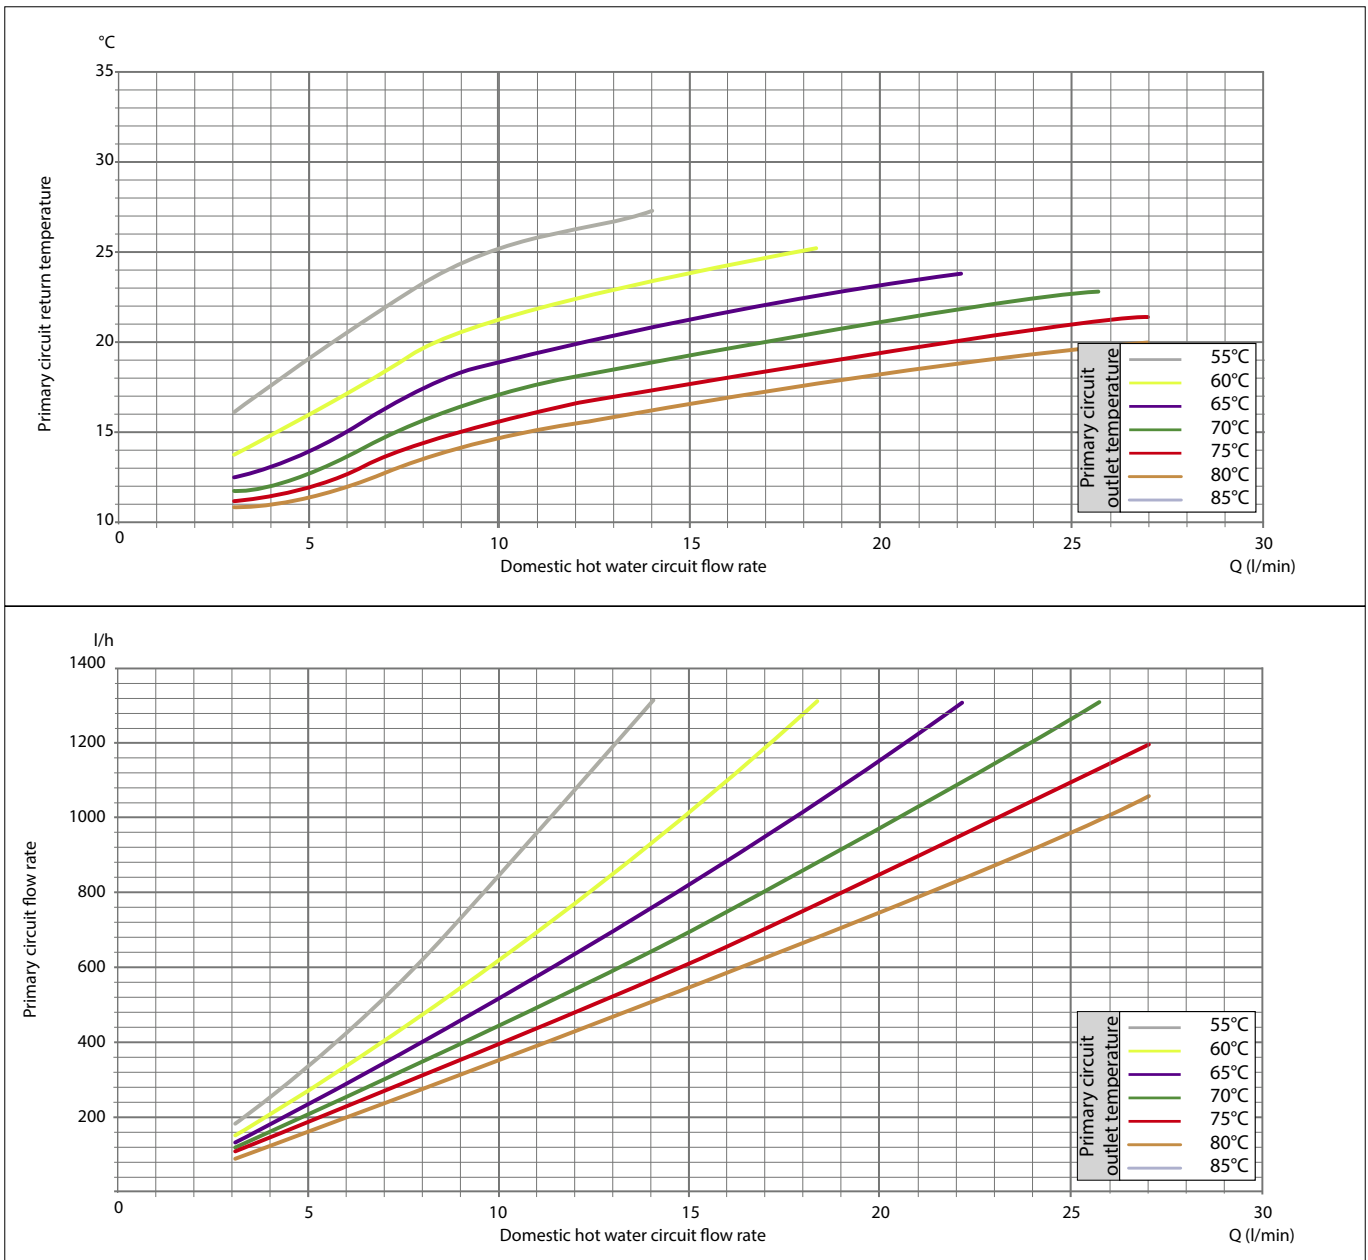 °C
35
30
25
20
15
10
Primary circuit return temperature
0 5 10 15 20 25 30
Domestic hot water circuit flow rate Q (l/min)
Primary circuit
outlet temperature
55°C
60°C
65°C
70°C
75°C
80°C
85°C
l/h
1400
1200
1000
800
600
400
200
Primary circuit flow rate
0 5 10 15 20 25 30
Domestic hot water circuit flow rate Q (l/min)
Primary circuit
outlet temperature
55°C
60°C
65°C
70°C
75°C
80°C
85°C